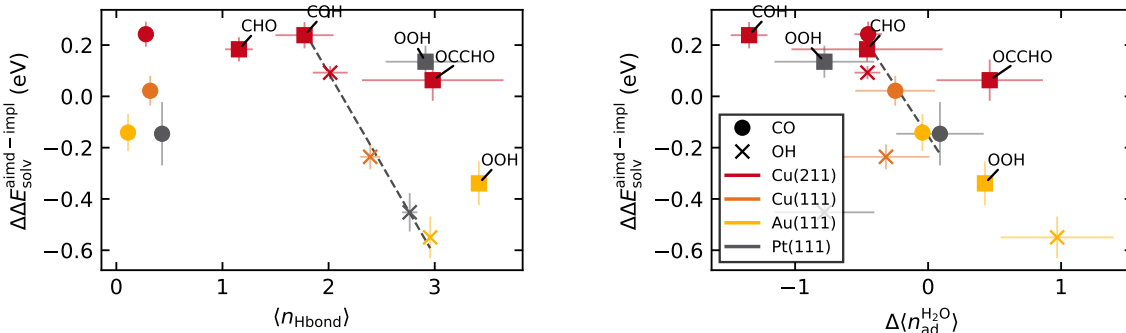 ΔΔE_solv^aimd−impl (eV)
0.2
0.0
−0.2
−0.4
−0.6
CHO
COH
OOH
OCCHO
OOH
0
1
2
3
⟨n_Hbond⟩
ΔΔE_solv^aimd−impl (eV)
0.2
0.0
−0.2
−0.4
−0.6
COH
CHO
OOH
OCCHO
OOH
CO
OH
Cu(211)
Cu(111)
Au(111)
Pt(111)
−1
0
1
Δ⟨n_ad^H₂O⟩